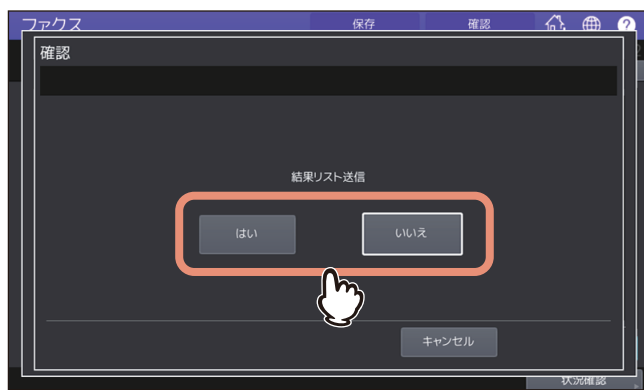 ファクス 保存 確認
確認
結果リスト送信
はい いいえ
キャンセル
状況確認